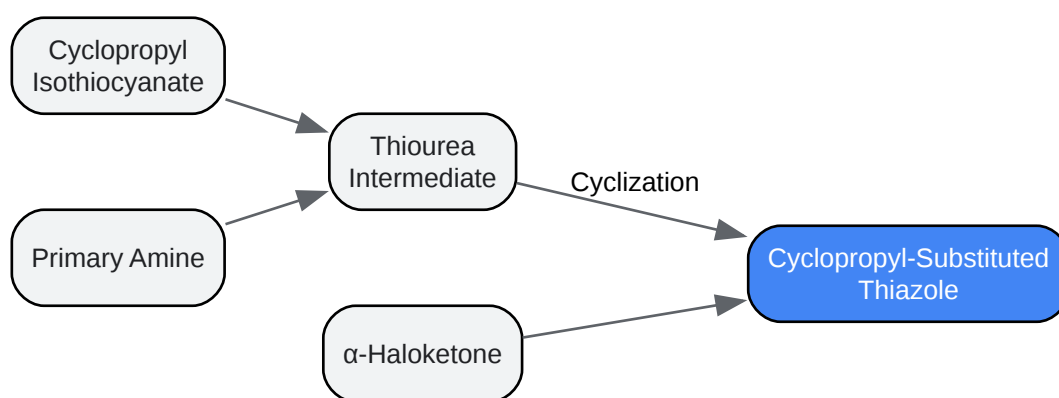 Cyclopropyl
Isothiocyanate
Primary Amine
Thiourea
Intermediate
α-Haloketone
Cyclization
Cyclopropyl-Substituted
Thiazole